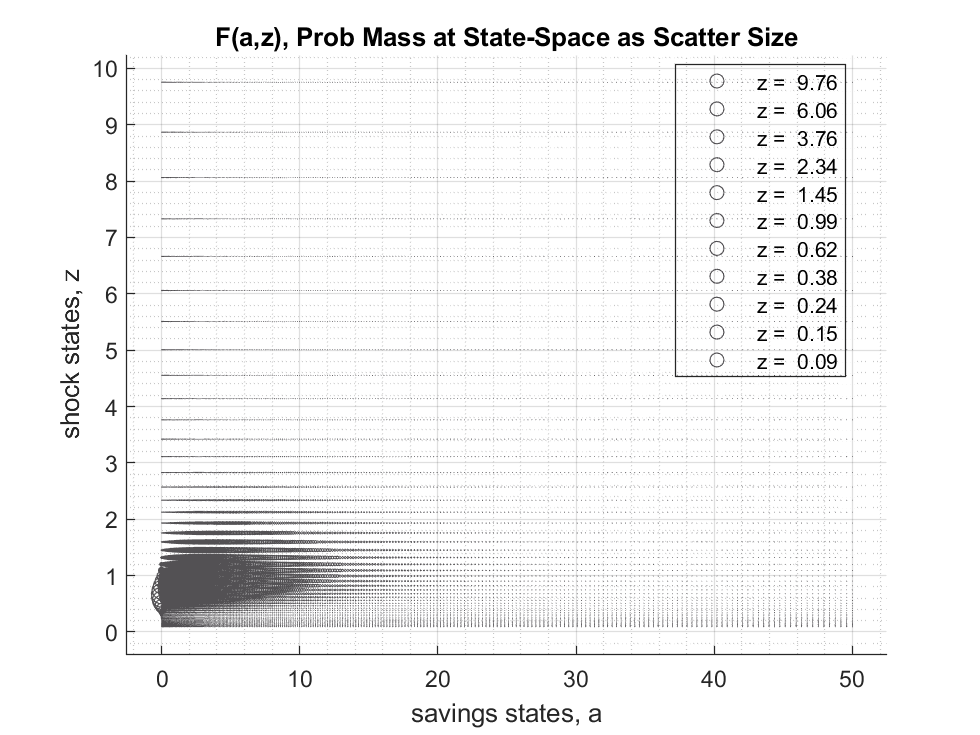 F(a,z), Prob Mass at State-Space as Scatter Size
10
9
8
7
6
5
4
3
2
1
0
shock states, z
z = 9.76
z = 6.06
z = 3.76
z = 2.34
z = 1.45
z = 0.99
z = 0.62
z = 0.38
z = 0.24
z = 0.15
z = 0.09
0 10 20 30 40 50
savings states, a